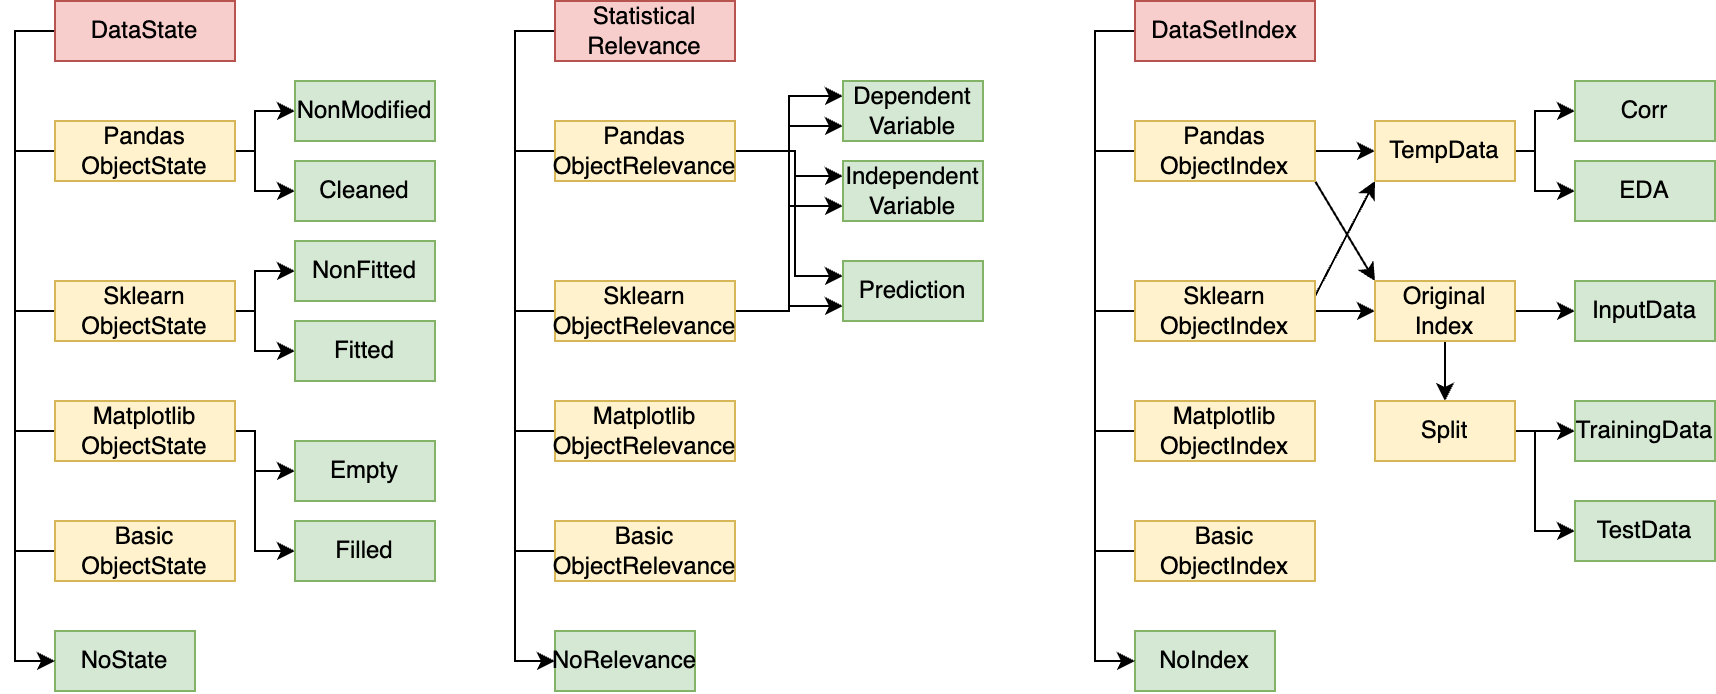 DataState
NonModified
Pandas
ObjectState
Cleaned
NonFitted
Sklearn
ObjectState
Fitted
Matplotlib
ObjectState
Empty
Basic
ObjectState
Filled
NoState
Statistical
Relevance
Dependent
Variable
Pandas
ObjectRelevance
Independent
Variable
Prediction
Sklearn
ObjectRelevance
Matplotlib
ObjectRelevance
Basic
ObjectRelevance
NoRelevance
DataSetIndex
Pandas
ObjectIndex
TempData
Corr
EDA
Sklearn
ObjectIndex
Original
Index
InputData
Matplotlib
ObjectIndex
Split
TrainingData
Basic
ObjectIndex
TestData
NoIndex